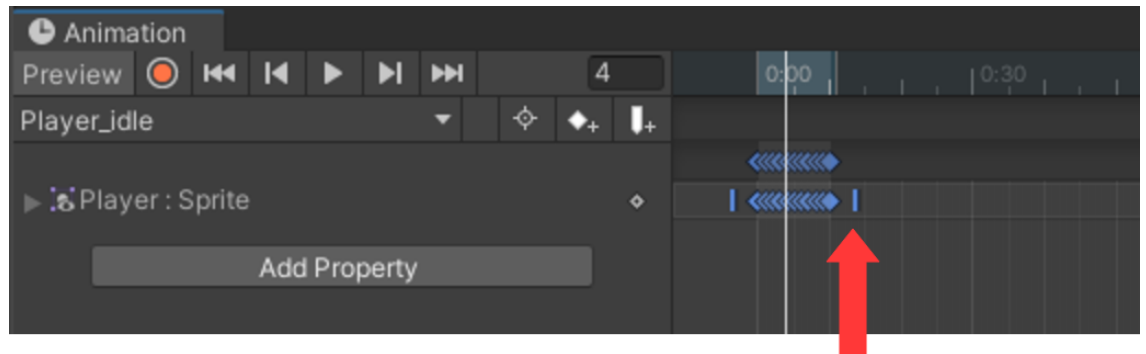 Animation
Preview 4 0:00 0:30
Player_idle
Player : Sprite
Add Property